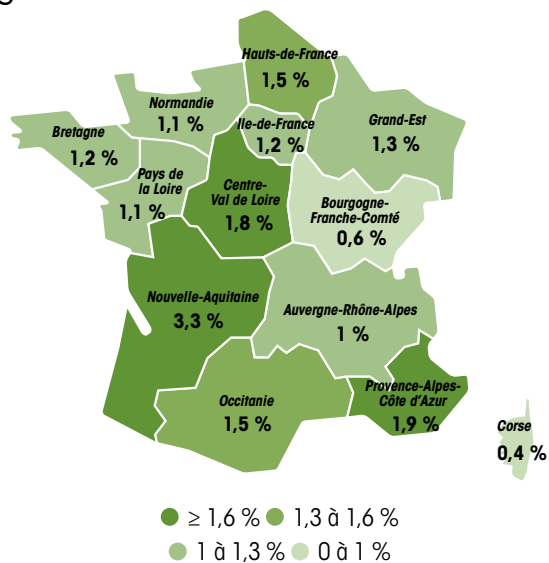 Hauts-de-France
1,5 %
Normandie
1,1 %
Ile-de-France
1,2 %
Grand-Est
1,3 %
Bretagne
1,2 %
Pays de
la Loire
1,1 %
Centre-
Val de Loire
1,8 %
Bourgogne-
Franche-Comté
0,6 %
Nouvelle-Aquitaine
3,3 %
Auvergne-Rhône-Alpes
1 %
Occitanie
1,5 %
Provence-Alpes-
Côte d'Azur
1,9 %
Corse
0,4 %
≥ 1,6 % 1,3 à 1,6 %
1 à 1,3 % 0 à 1 %